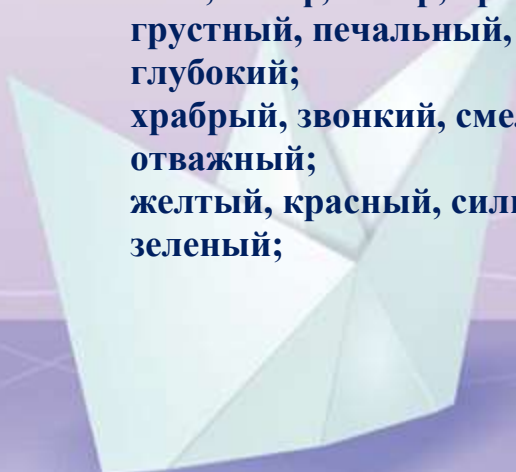 грустный, печальный,
глубокий;
храбрый, звонкий,
отважный;
желтый, красный,
зеленый;